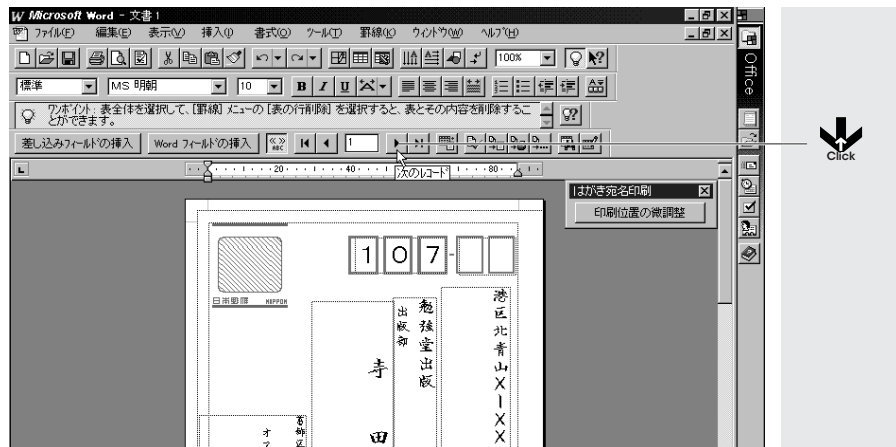 Microsoft Word - 文書1
ファイル(F) 編集(E) 表示(V) 挿入(I) 書式(O) ツール(T) 罫線(K) ウィンドウ(W) ヘルプ(H)
100%
標準 MS 明朝 10 B I U
ワンポイント: 表全体を選択して、[罫線] メニューの [表の行削除] を選択すると、表とその内容を削除するこ
とができます。
差し込みフィールドの挿入 Word フィールドの挿入 ABC 1
次のレコード
20 40 80
はがき宛名印刷
印刷位置の微調整
Office
Click
107-
日本郵便 NIPPON
港区北青山X-XX
勉強堂出版
出版部
寺田